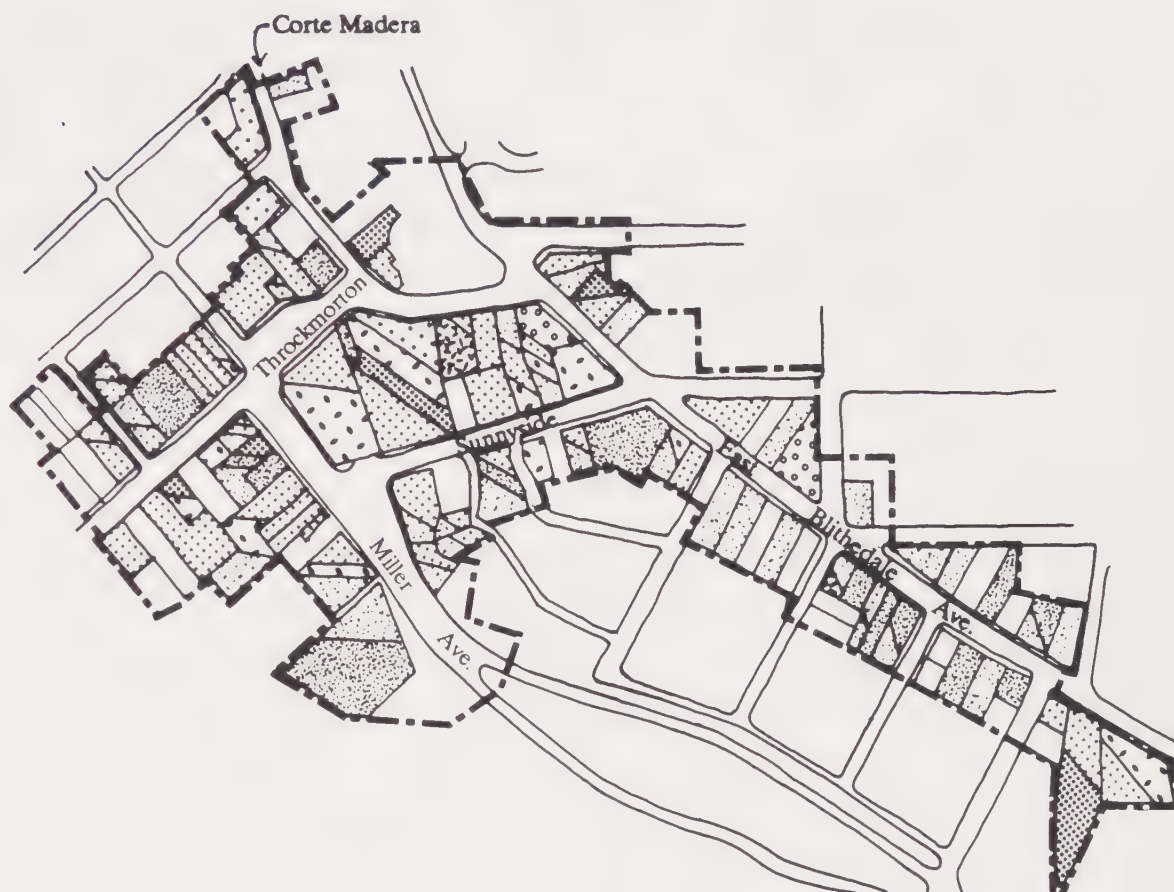 Corte Madera
Throckmorton
Sunnyside
East
Blithedale
Ave.
Miller
Ave.